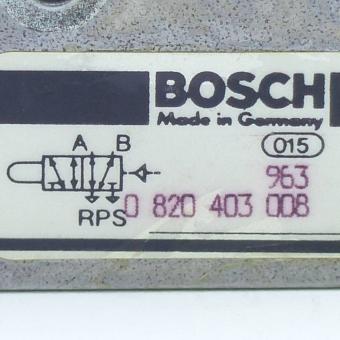 BOSCH
Made in Germany
015
A B
963
RPS 0 820 403 008